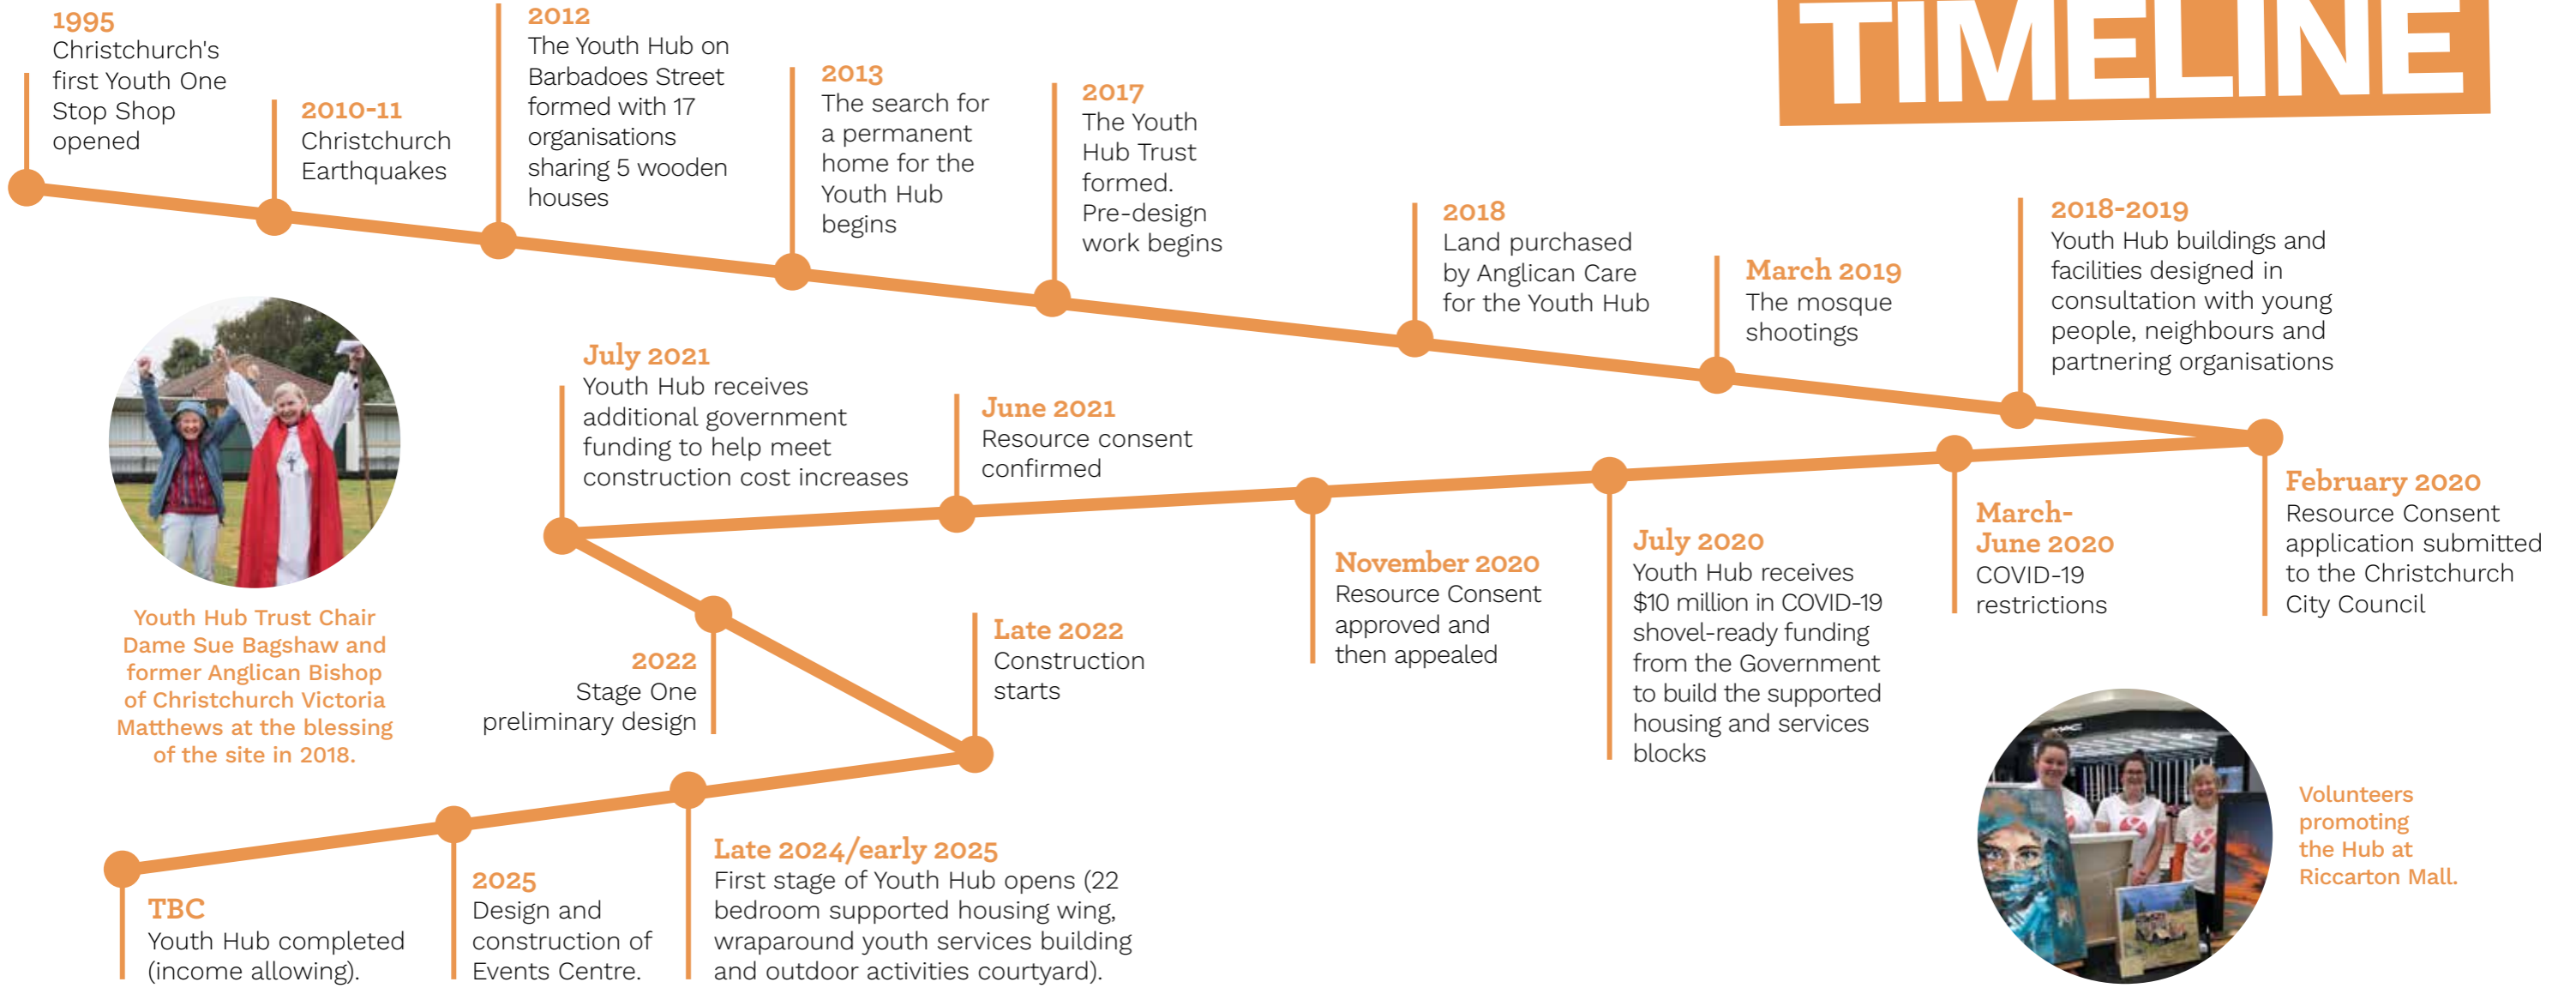 TIMELINE
1995
Christchurch's
first Youth One
Stop Shop
opened
2010-11
Christchurch
Earthquakes
2012
The Youth Hub on
Barbadoes Street
formed with 17
organisations
sharing 5 wooden
houses
2013
The search for
a permanent
home for the
Youth Hub
begins
2017
The Youth
Hub Trust
formed.
Pre-design
work begins
2018
Land purchased
by Anglican Care
for the Youth Hub
March 2019
The mosque
shootings
2018-2019
Youth Hub buildings and
facilities designed in
consultation with young
people, neighbours and
partnering organisations
February 2020
Resource Consent
application submitted
to the Christchurch
City Council
March-
June 2020
COVID-19
restrictions
July 2020
Youth Hub receives
$10 million in COVID-19
shovel-ready funding
from the Government
to build the supported
housing and services
blocks
November 2020
Resource Consent
approved and
then appealed
June 2021
Resource consent
confirmed
July 2021
Youth Hub receives
additional government
funding to help meet
construction cost increases
2022
Stage One
preliminary design
Late 2022
Construction
starts
Late 2024/early 2025
First stage of Youth Hub opens (22
bedroom supported housing wing,
wraparound youth services building
and outdoor activities courtyard).
2025
Design and
construction of
Events Centre.
TBC
Youth Hub completed
(income allowing).
Youth Hub Trust Chair
Dame Sue Bagshaw and
former Anglican Bishop
of Christchurch Victoria
Matthews at the blessing
of the site in 2018.
Volunteers
promoting
the Hub at
Riccarton Mall.